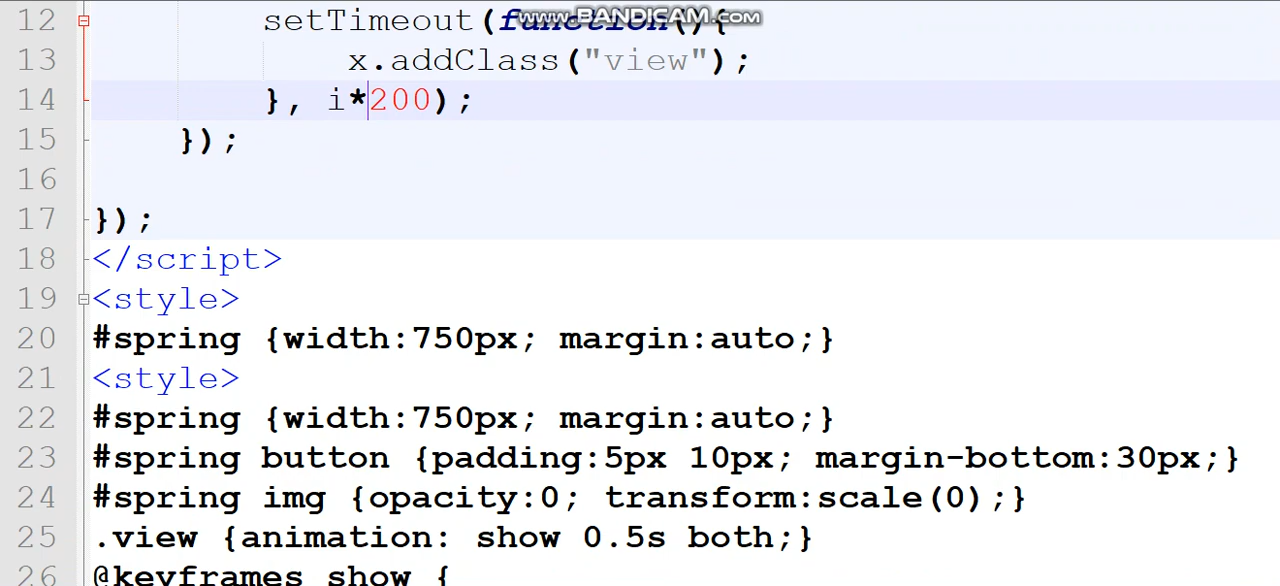 www.BANDICAM.com
12 setTimeout(function(){
13 x.addClass("view");
14 }, i*200);
15 });
16
17 });
18 </script>
19 <style>
20 #spring {width:750px; margin:auto;}
21 <style>
22 #spring {width:750px; margin:auto;}
23 #spring button {padding:5px 10px; margin-bottom:30px;}
24 #spring img {opacity:0; transform:scale(0);}
25 .view {animation: show 0.5s both;}
26 @keyframes show {